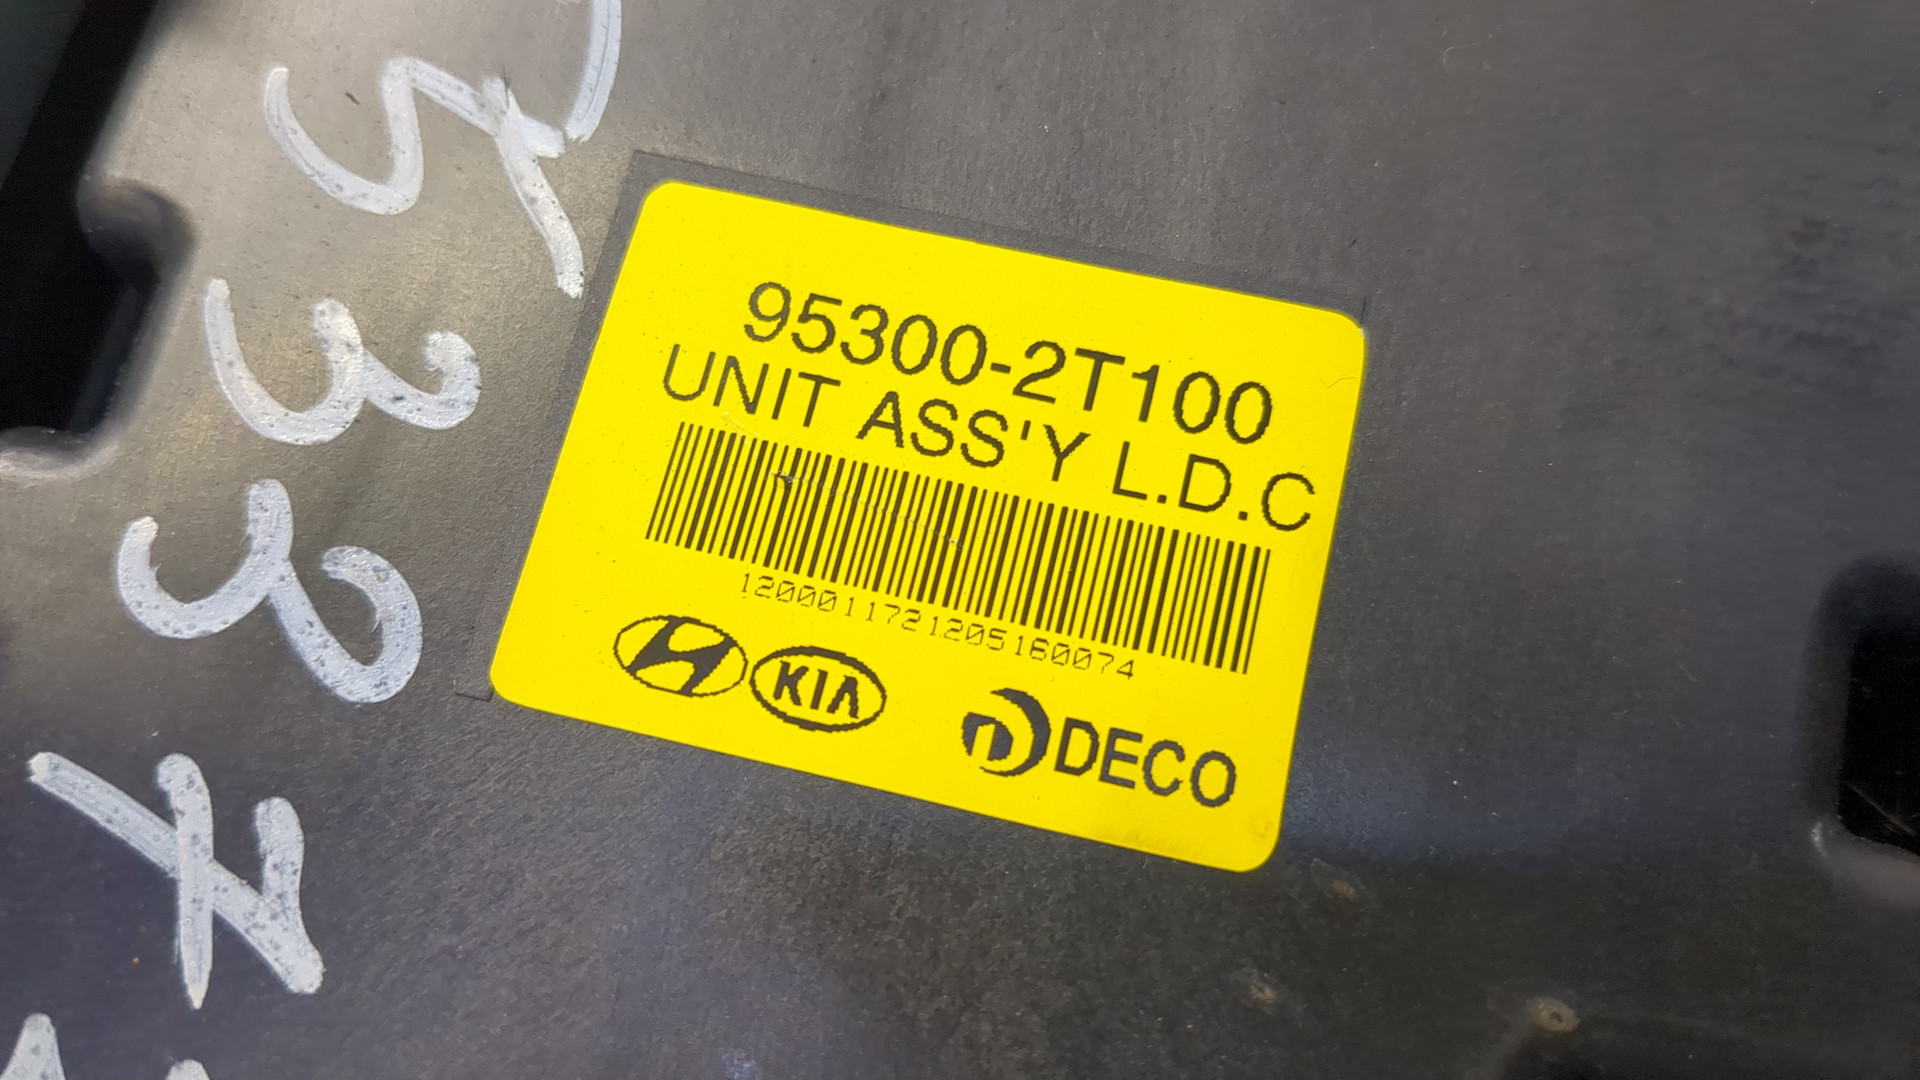 95300-2T100
UNIT ASS'Y L.D.C
1200011721205160074
KIA
DECO